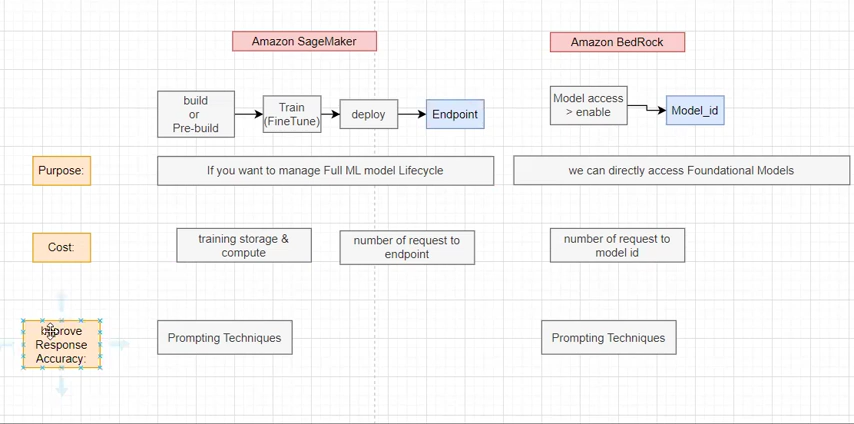 Amazon SageMaker
Amazon BedRock
build
or
Pre-build
Train
(FineTune)
deploy
Endpoint
Model access
> enable
Model_id
Purpose:
If you want to manage Full ML model Lifecycle
we can directly access Foundational Models
Cost:
training storage &
compute
number of request to
endpoint
number of request to
model id
Improve
Response
Accuracy:
Prompting Techniques
Prompting Techniques